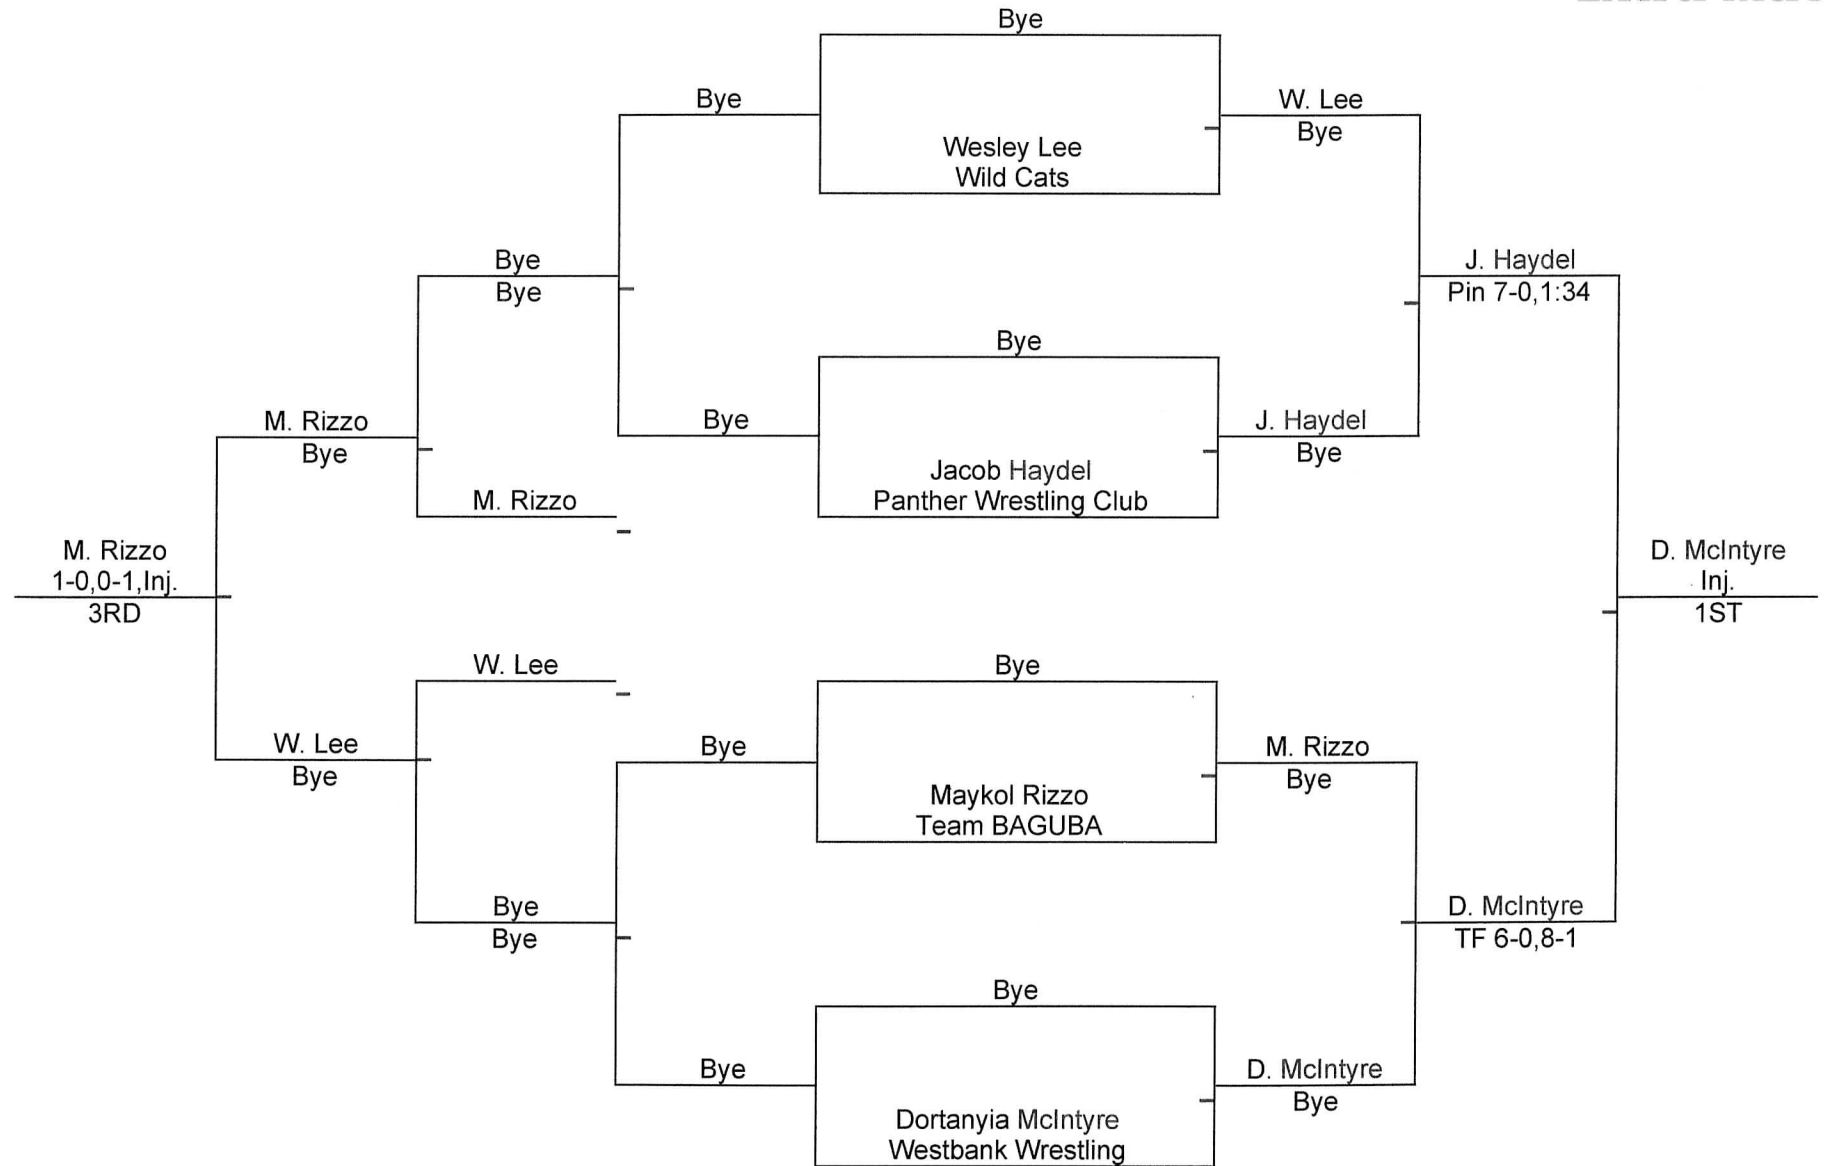 Bye
Bye
W. Lee
Bye
Wesley Lee
Wild Cats
Bye
Bye
J. Haydel
Pin 7-0,1:34
Bye
M. Rizzo
Bye
Bye
J. Haydel
Bye
Jacob Haydel
Panther Wrestling Club
M. Rizzo
M. Rizzo
1-0,0-1,Inj.
3RD
D. McIntyre
Inj.
1ST
W. Lee
Bye
W. Lee
Bye
Bye
M. Rizzo
Bye
Maykol Rizzo
Team BAGUBA
Bye
Bye
D. McIntyre
TF 6-0,8-1
Bye
Bye
D. McIntyre
Bye
Dortanyia McIntyre
Westbank Wrestling